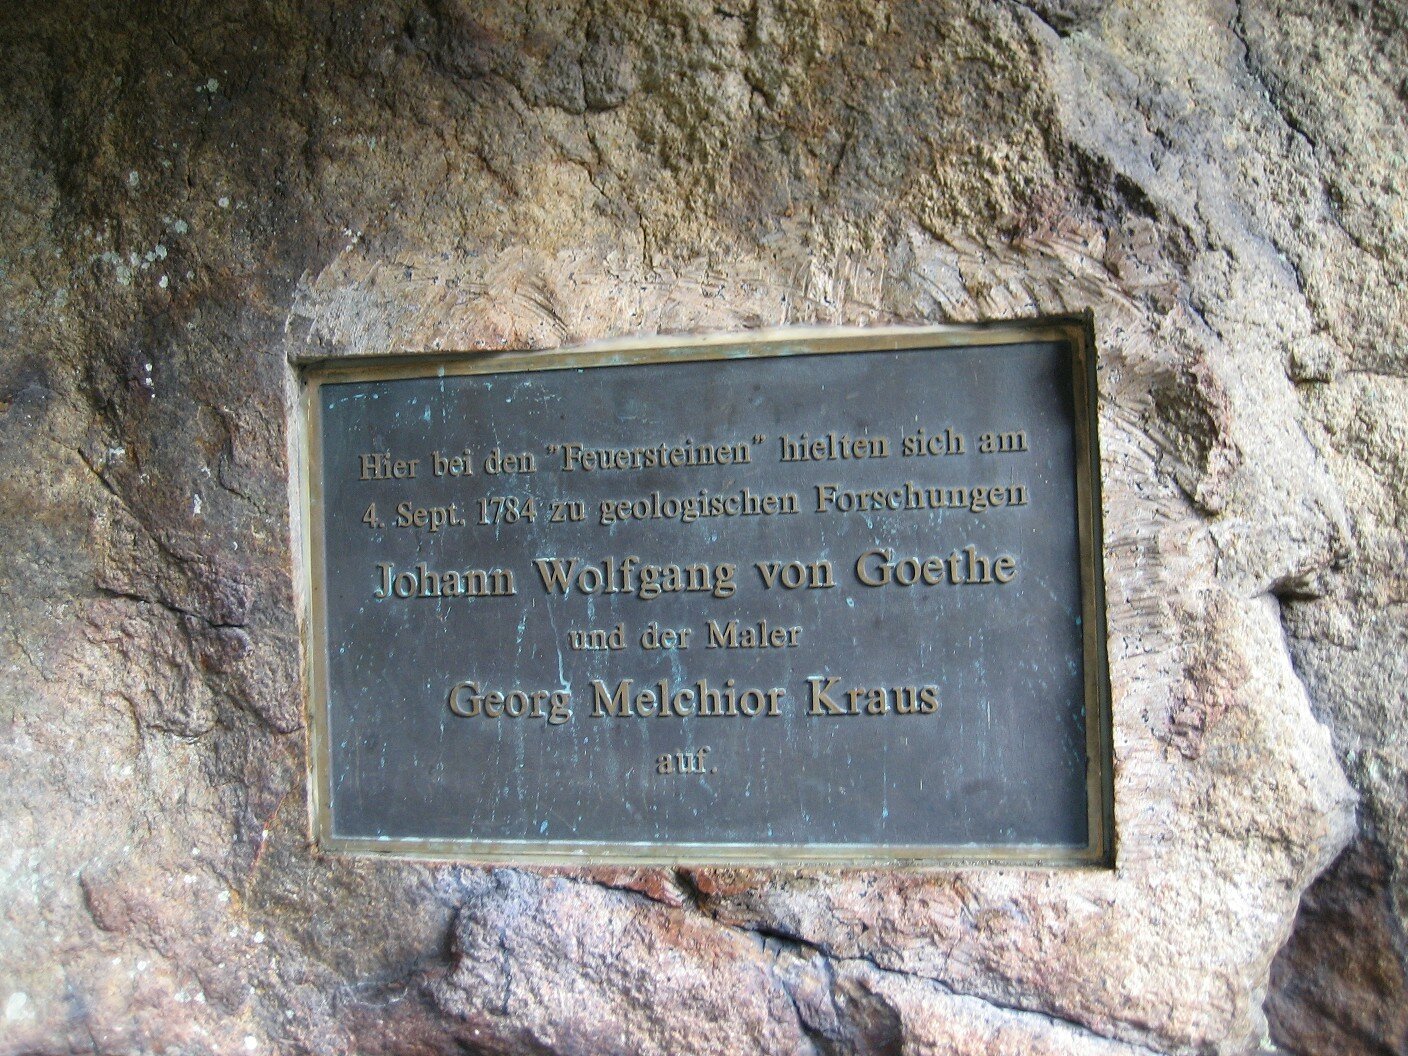 Hier bei den "Feuersteinen" hielten sich am
4. Sept. 1784 zu geologischen Forschungen
Johann Wolfgang von Goethe
und der Maler
Georg Melchior Kraus
auf.